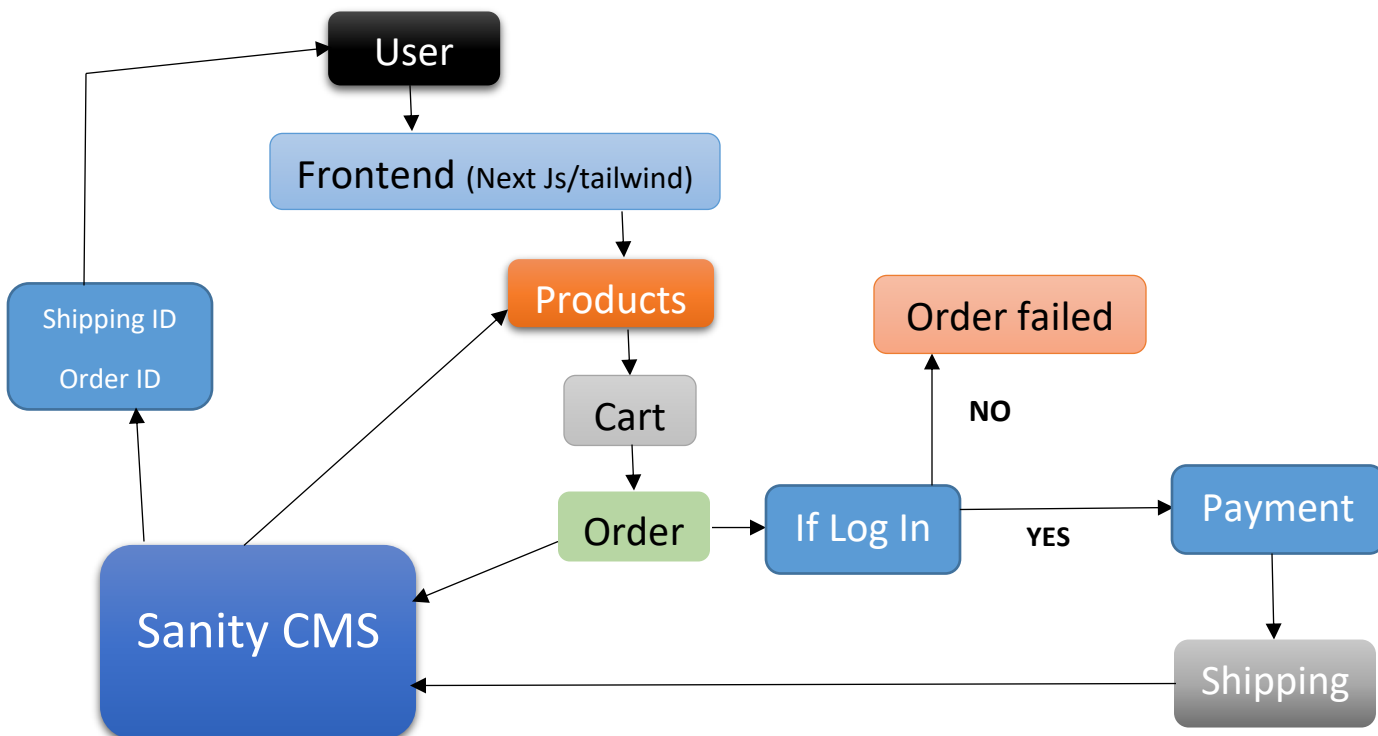 User
Frontend (Next Js/tailwind)
Products
Shipping ID
Order ID
Order failed
Cart
NO
Order
If Log In
YES
Payment
Sanity CMS
Shipping